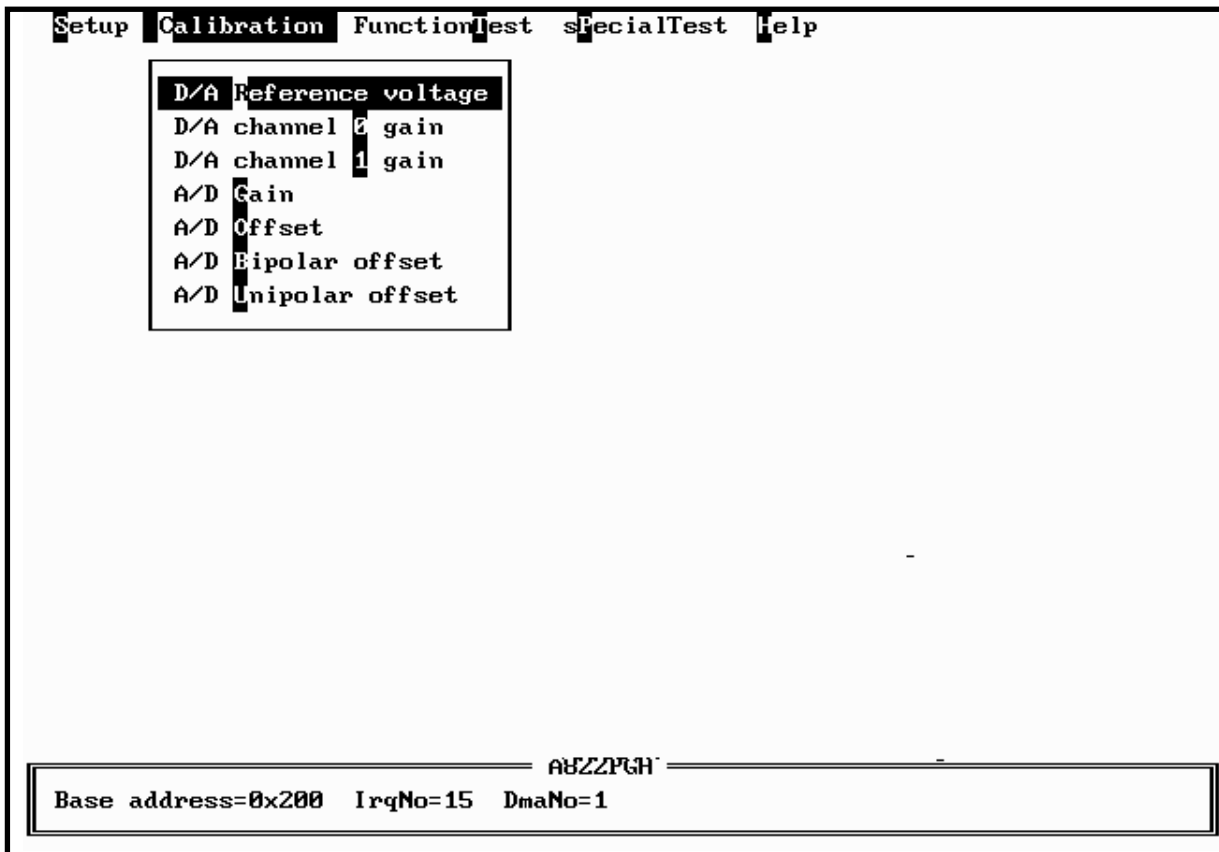 Setup Calibration FunctionTest sPecialTest Help
D/A Reference voltage
D/A channel 0 gain
D/A channel 1 gain
A/D Gain
A/D Offset
A/D Bipolar offset
A/D Unipolar offset
Base address=0x200 IrqNo=15 DmaNo=1